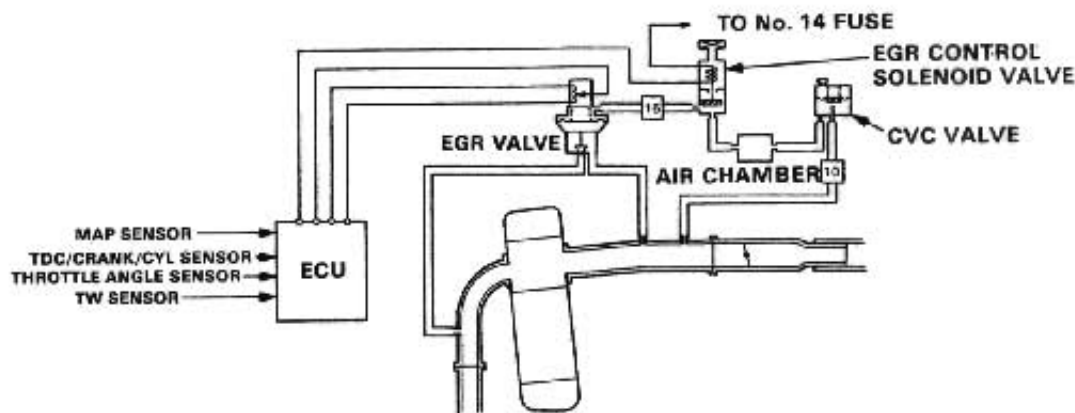 TO No. 14 FUSE
EGR CONTROL
SOLENOID VALVE
16
CVC VALVE
EGR VALVE
AIR CHAMBER
10
MAP SENSOR
TDC/CRANK/CYL SENSOR
THROTTLE ANGLE SENSOR
TW SENSOR
ECU